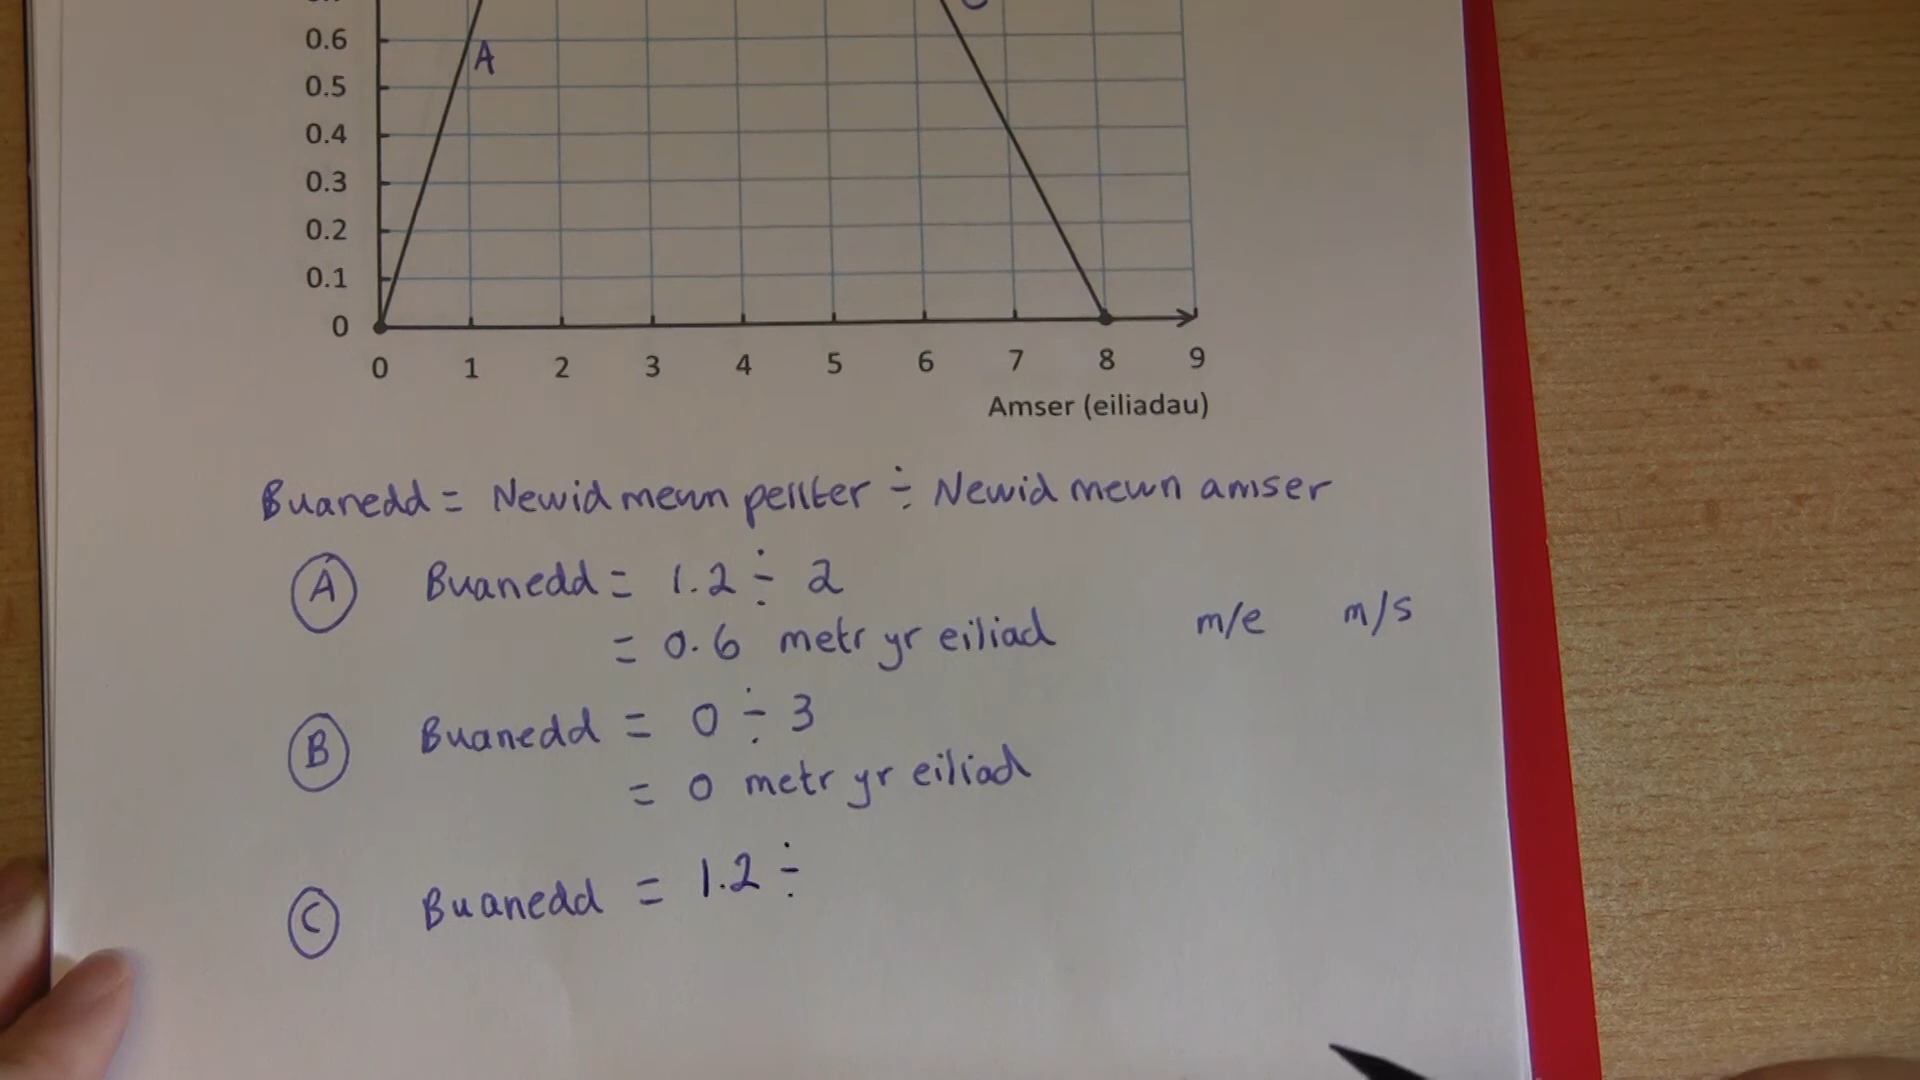 0.6
A
0.5
0.4
0.3
0.2
0.1
0
0 1 2 3 4 5 6 7 8 9
Amser (eiliadau)
Buanedd = Newid mewn pellter ÷ Newid mewn amser
A Buanedd = 1.2 ÷ 2
= 0.6 metr yr eiliad m/e m/s
B Buanedd = 0 ÷ 3
= 0 metr yr eiliad
C Buanedd = 1.2 ÷